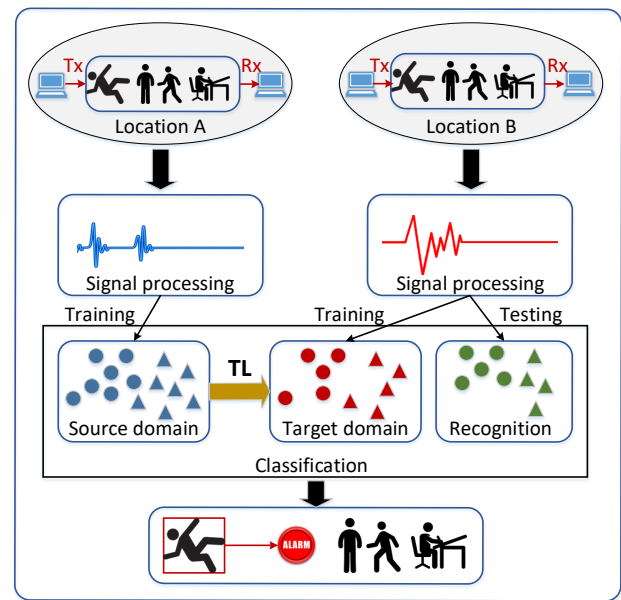 Tx
Rx
Location A
Tx
Rx
Location B
Signal processing
Signal processing
Training
Training
Testing
TL
Source domain
Target domain
Recognition
Classification
ALARM